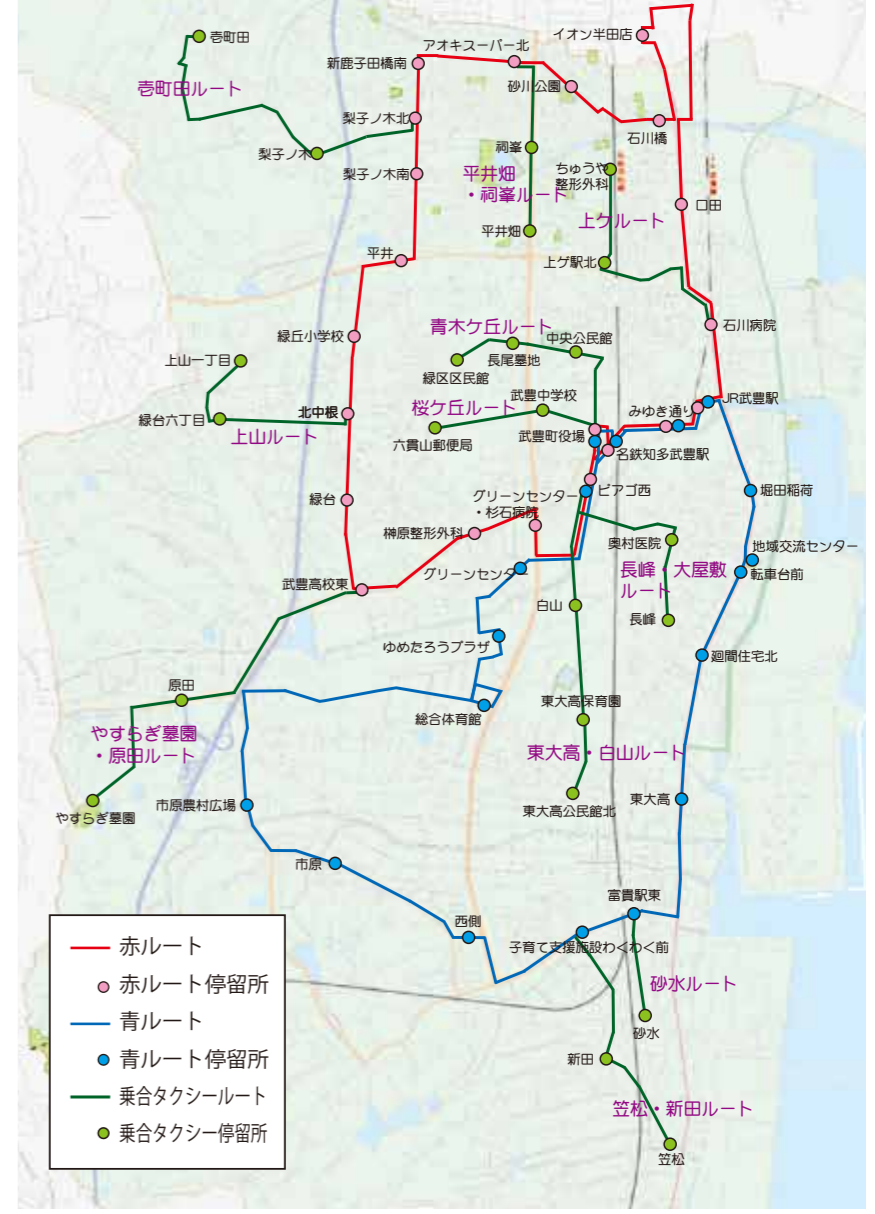 壱町田
壱町田ルート
梨子ノ木
新鹿子田橋南
アオキスーパー北
イオン半田店
砂川公園
梨子ノ木北
石川橋
祠峯
梨子ノ木南
平井畑
・祠峯ルート
ちゅうや
整形外科
上ゲルート
口田
平井畑
平井
上ゲ駅北
石川病院
緑丘小学校
青木ケ丘ルート
中央公民館
長尾墓地
緑区区民館
上山一丁目
武豊中学校
桜ケ丘ルート
緑台六丁目
上山ルート
北中根
六貫山郵便局
武豊町役場
みゆき通り
JR武豊駅
名鉄知多武豊駅
緑台
グリーンセンター
・杉石病院
ピアゴ西
堀田稲荷
榊原整形外科
奥村医院
地域交流センター
グリーンセンター
長峰・大屋敷
ルート
転車台前
武豊高校東
白山
長峰
ゆめたろうプラザ
廻間住宅北
原田
総合体育館
東大高保育園
やすらぎ墓園
・原田ルート
東大高・白山ルート
やすらぎ墓園
市原農村広場
東大高公民館北
東大高
市原
富貴駅東
西側
子育て支援施設わくわく前
砂水ルート
砂水
新田
笠松・新田ルート
笠松
赤ルート
赤ルート停留所
青ルート
青ルート停留所
乗合タクシールート
乗合タクシー停留所